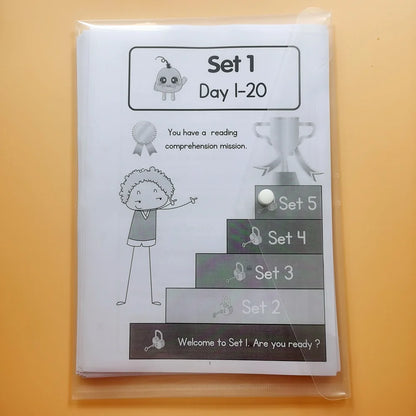 Set 1
Day 1-20
You have a reading
comprehension mission.
Set 5
Set 4
Set 3
Set 2
Welcome to Set 1. Are you ready ?